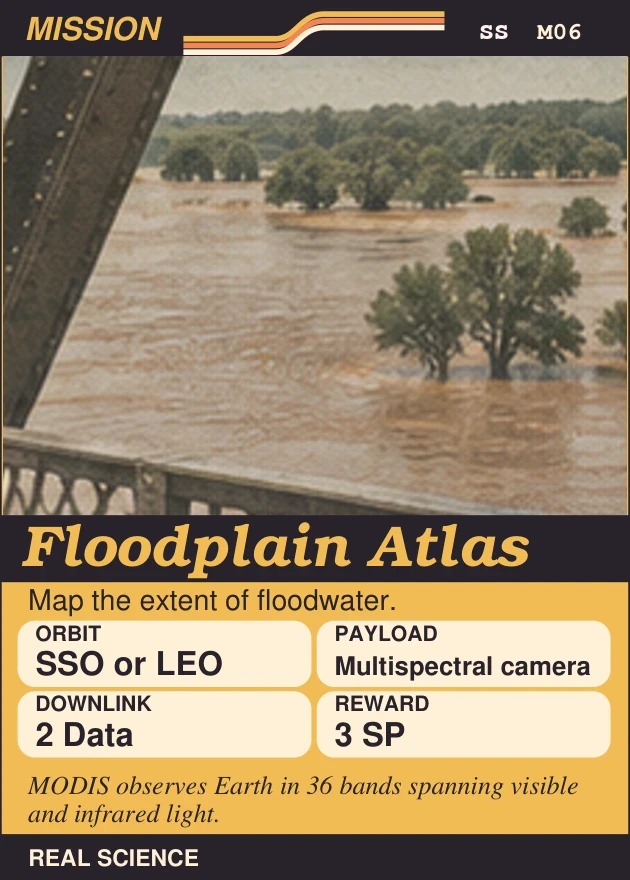 MISSION
SS M06
Floodplain Atlas
Map the extent of floodwater.
ORBIT
SSO or LEO
PAYLOAD
Multispectral camera
DOWNLINK
2 Data
REWARD
3 SP
MODIS observes Earth in 36 bands spanning visible
and infrared light.
REAL SCIENCE